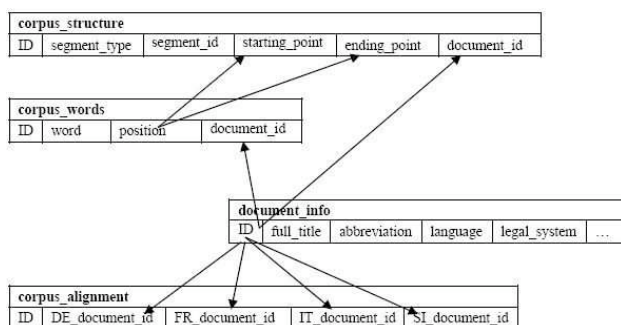 corpus_structure
ID segment_type segment_id starting_point ending_point document_id
corpus_words
ID word position document_id
document_info
ID full_title abbreviation language legal_system ...
corpus_alignment
ID DE_document_id FR_document_id IT_document_id SI_document_id